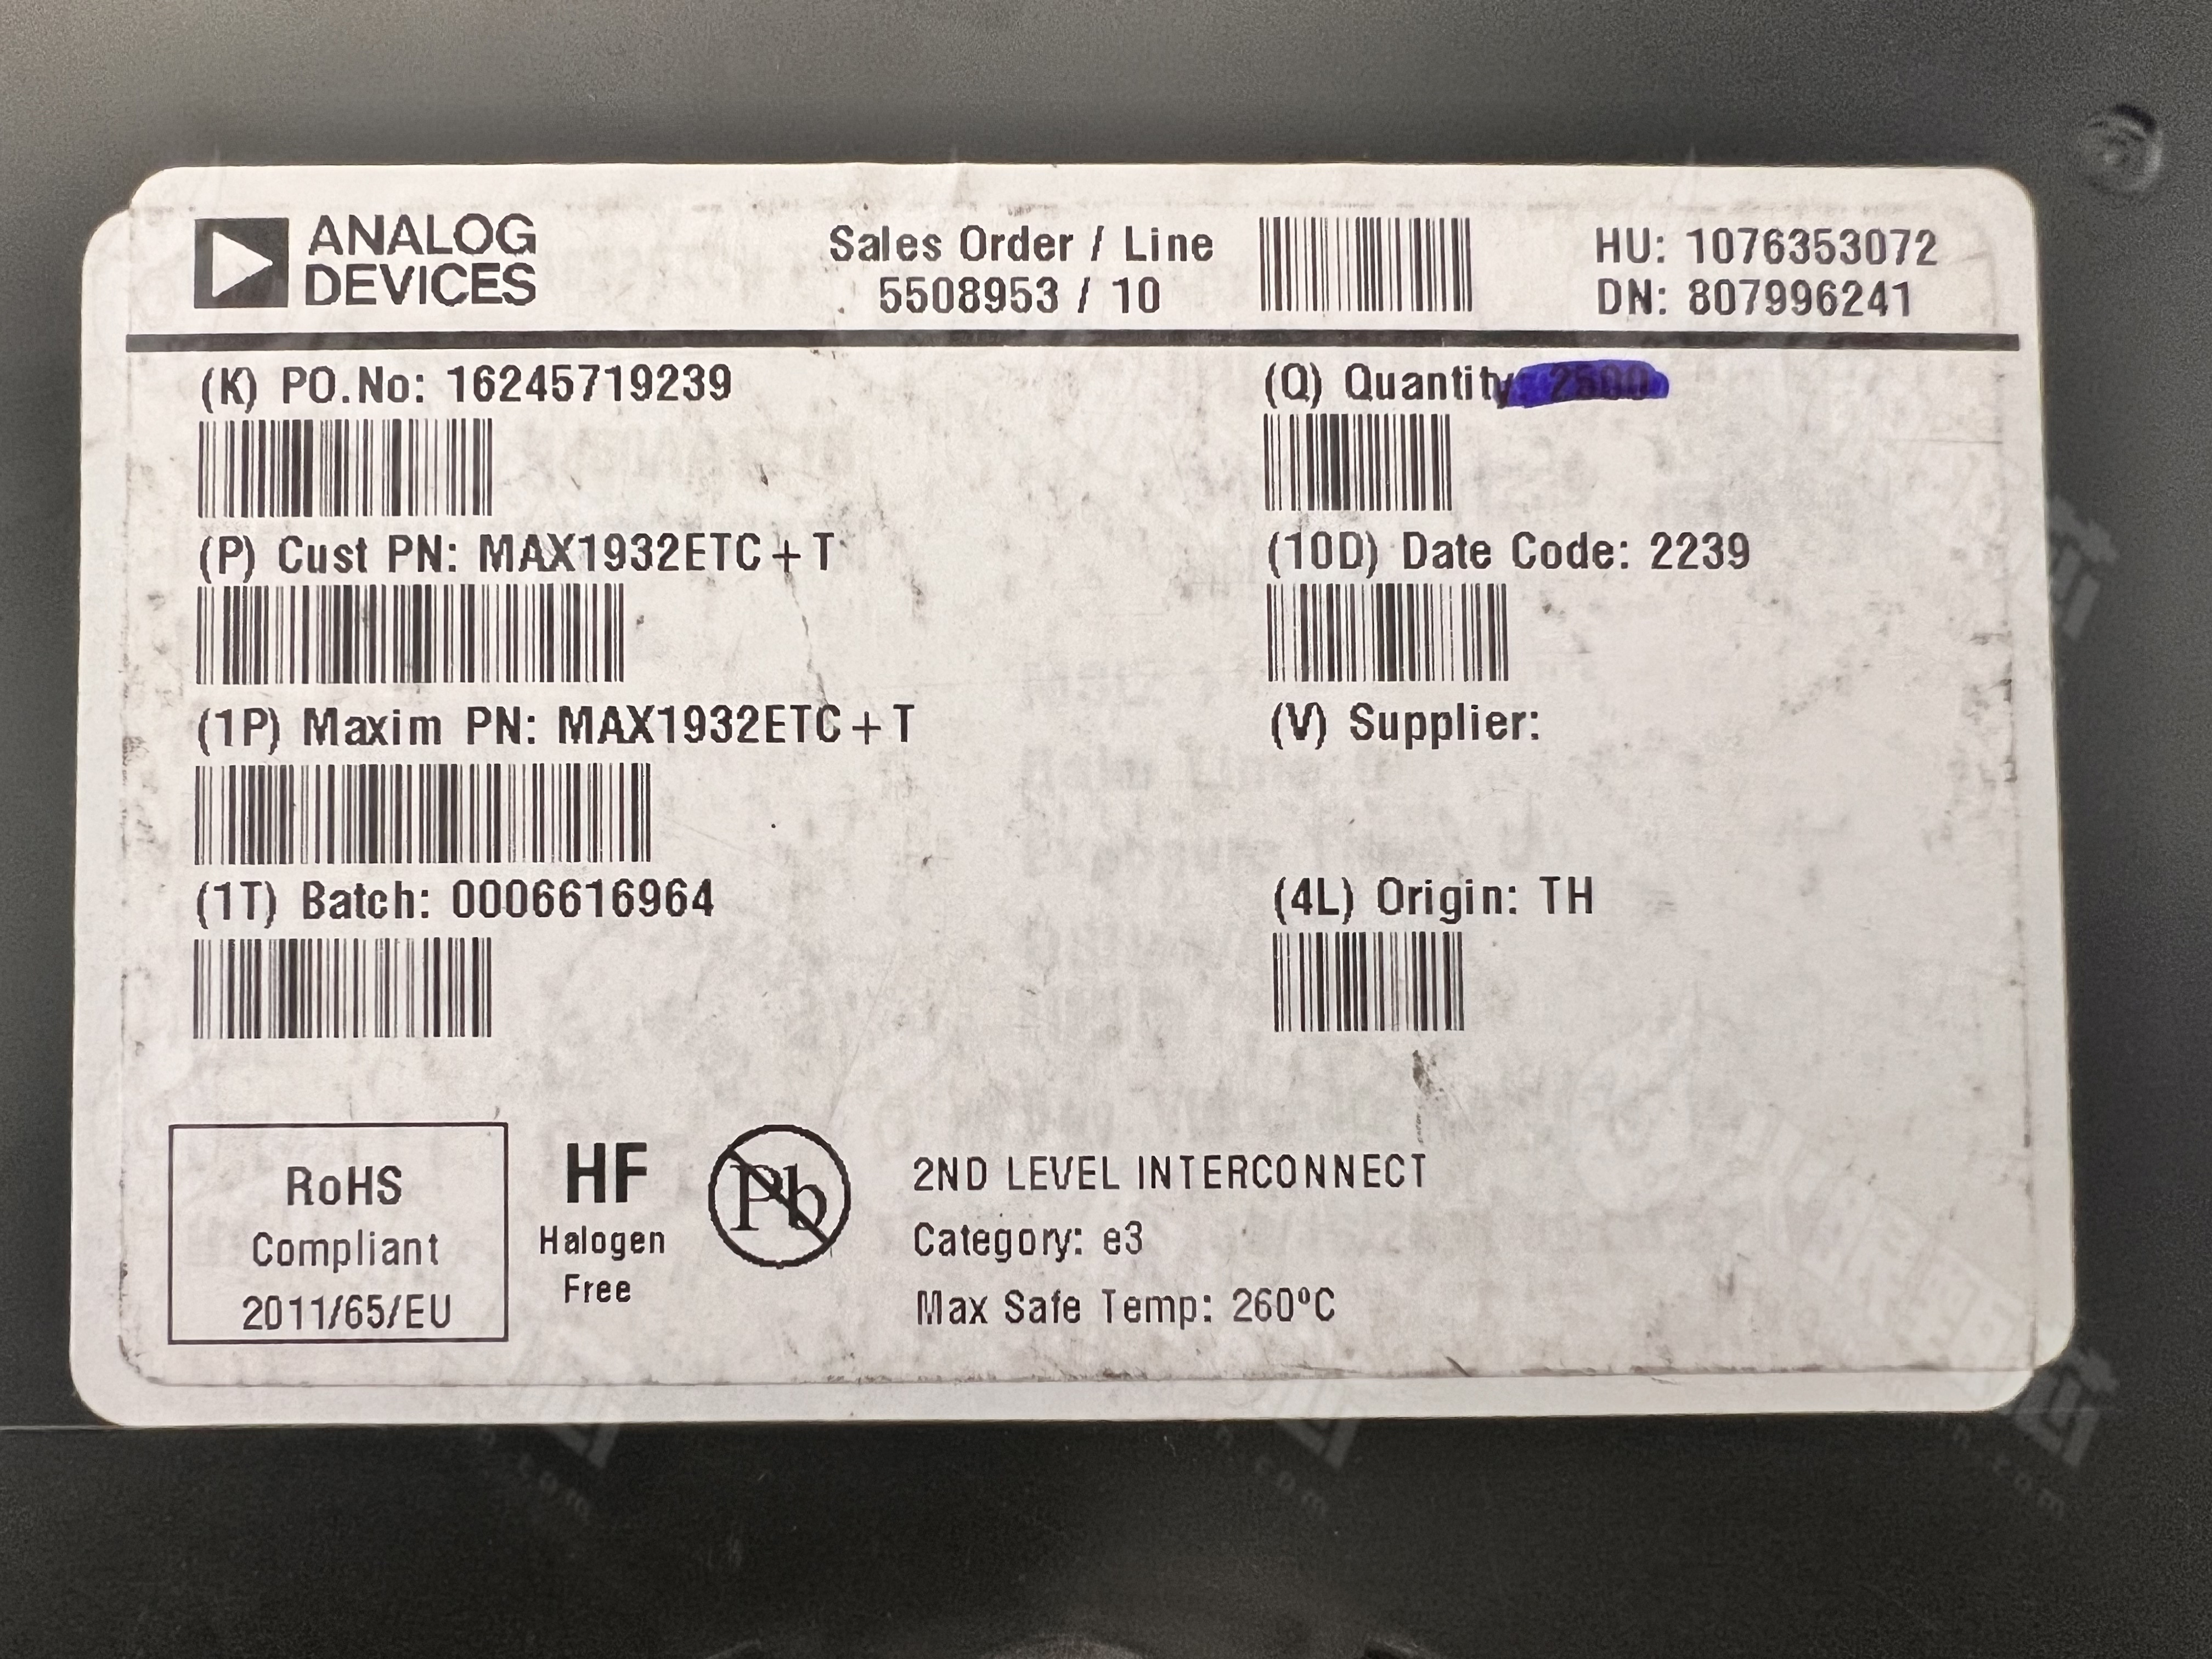 ANALOG
DEVICES
Sales Order / Line
5508953 / 10
HU: 1076353072
DN: 807996241
(K) PO.No: 16245719239
(Q) Quantity: 2500
(P) Cust PN: MAX1932ETC+T
(10D) Date Code: 2239
(1P) Maxim PN: MAX1932ETC+T
(V) Supplier:
(1T) Batch: 0006616964
(4L) Origin: TH
RoHS
Compliant
2011/65/EU
HF
Halogen
Free
Pb
2ND LEVEL INTERCONNECT
Category: e3
Max Safe Temp: 260ºC